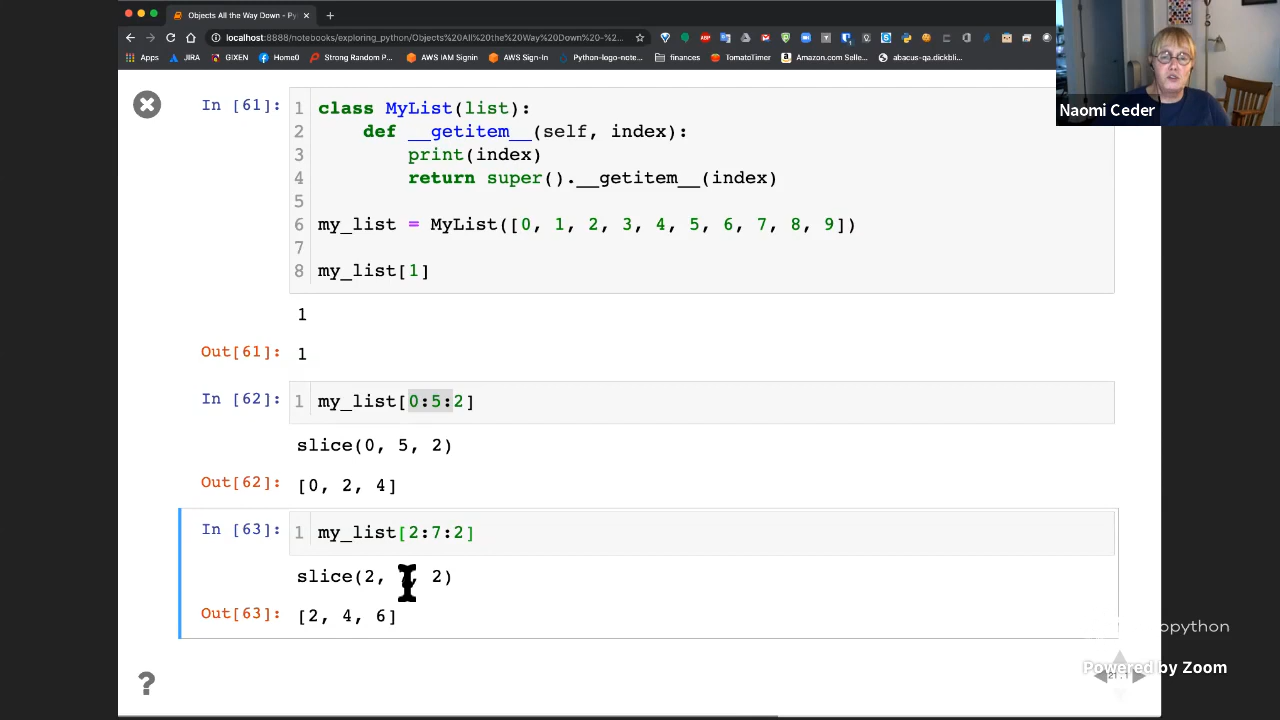 Objects All the Way Down - Py
localhost:8888/notebooks/exploring_python/Objects%20All%20the%20Way%20Down%20-%2...
Apps JIRA GIXEN Home0 Strong Random P... AWS IAM Signin AWS Sign-In Python-logo-note... finances TomatoTimer Amazon.com Selle... abacus-qa.dickbli...
Naomi Ceder
In [61]:
1 class MyList(list):
2 def __getitem__(self, index):
3 print(index)
4 return super().__getitem__(index)
5
6 my_list = MyList([0, 1, 2, 3, 4, 5, 6, 7, 8, 9])
7
8 my_list[1]
1
Out[61]: 1
In [62]: 1 my_list[0:5:2]
slice(0, 5, 2)
Out[62]: [0, 2, 4]
In [63]: 1 my_list[2:7:2]
slice(2, , 2)
Out[63]: [2, 4, 6]
Powered by Zoom
?